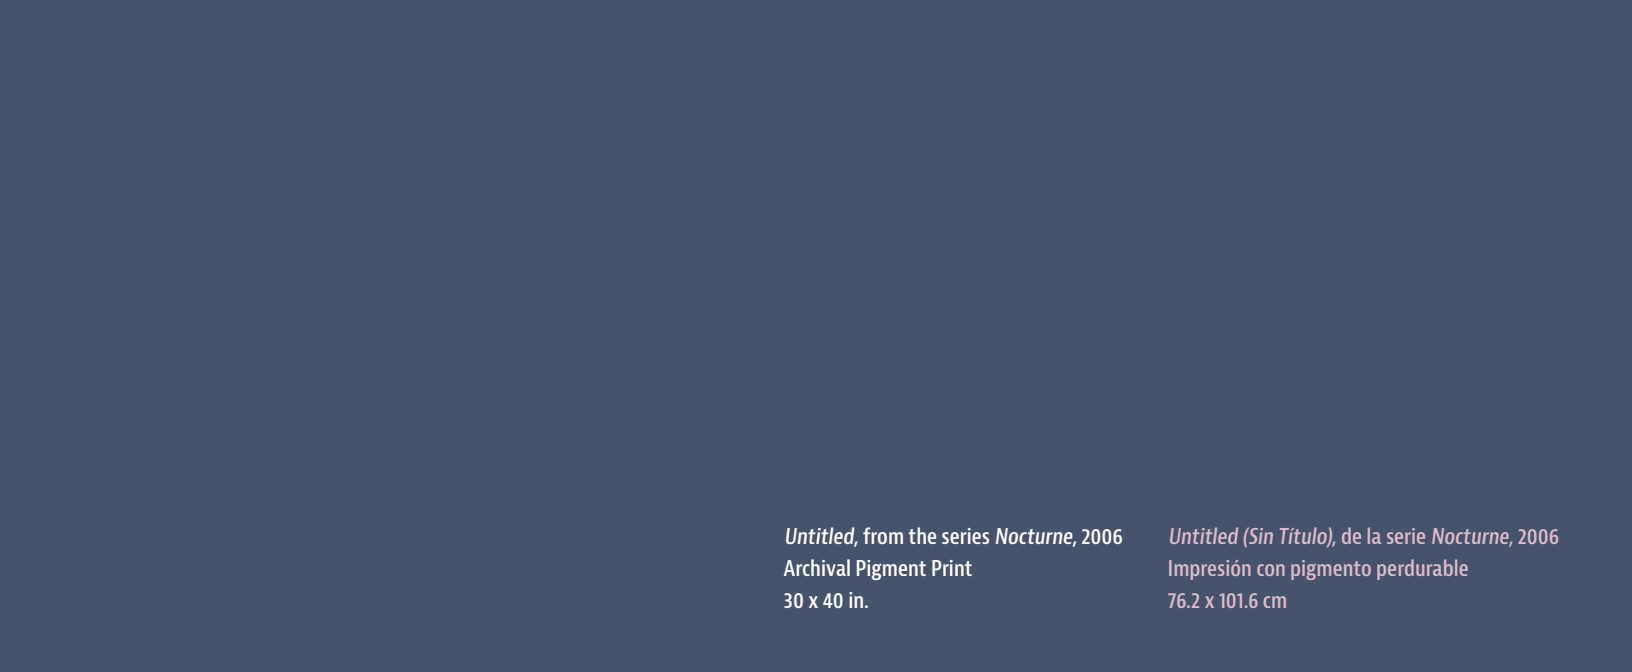 Untitled, from the series Nocturne, 2006
Archival Pigment Print
30 x 40 in.
Untitled (Sin Título), de la serie Nocturne, 2006
Impresión con pigmento perdurable
76.2 x 101.6 cm